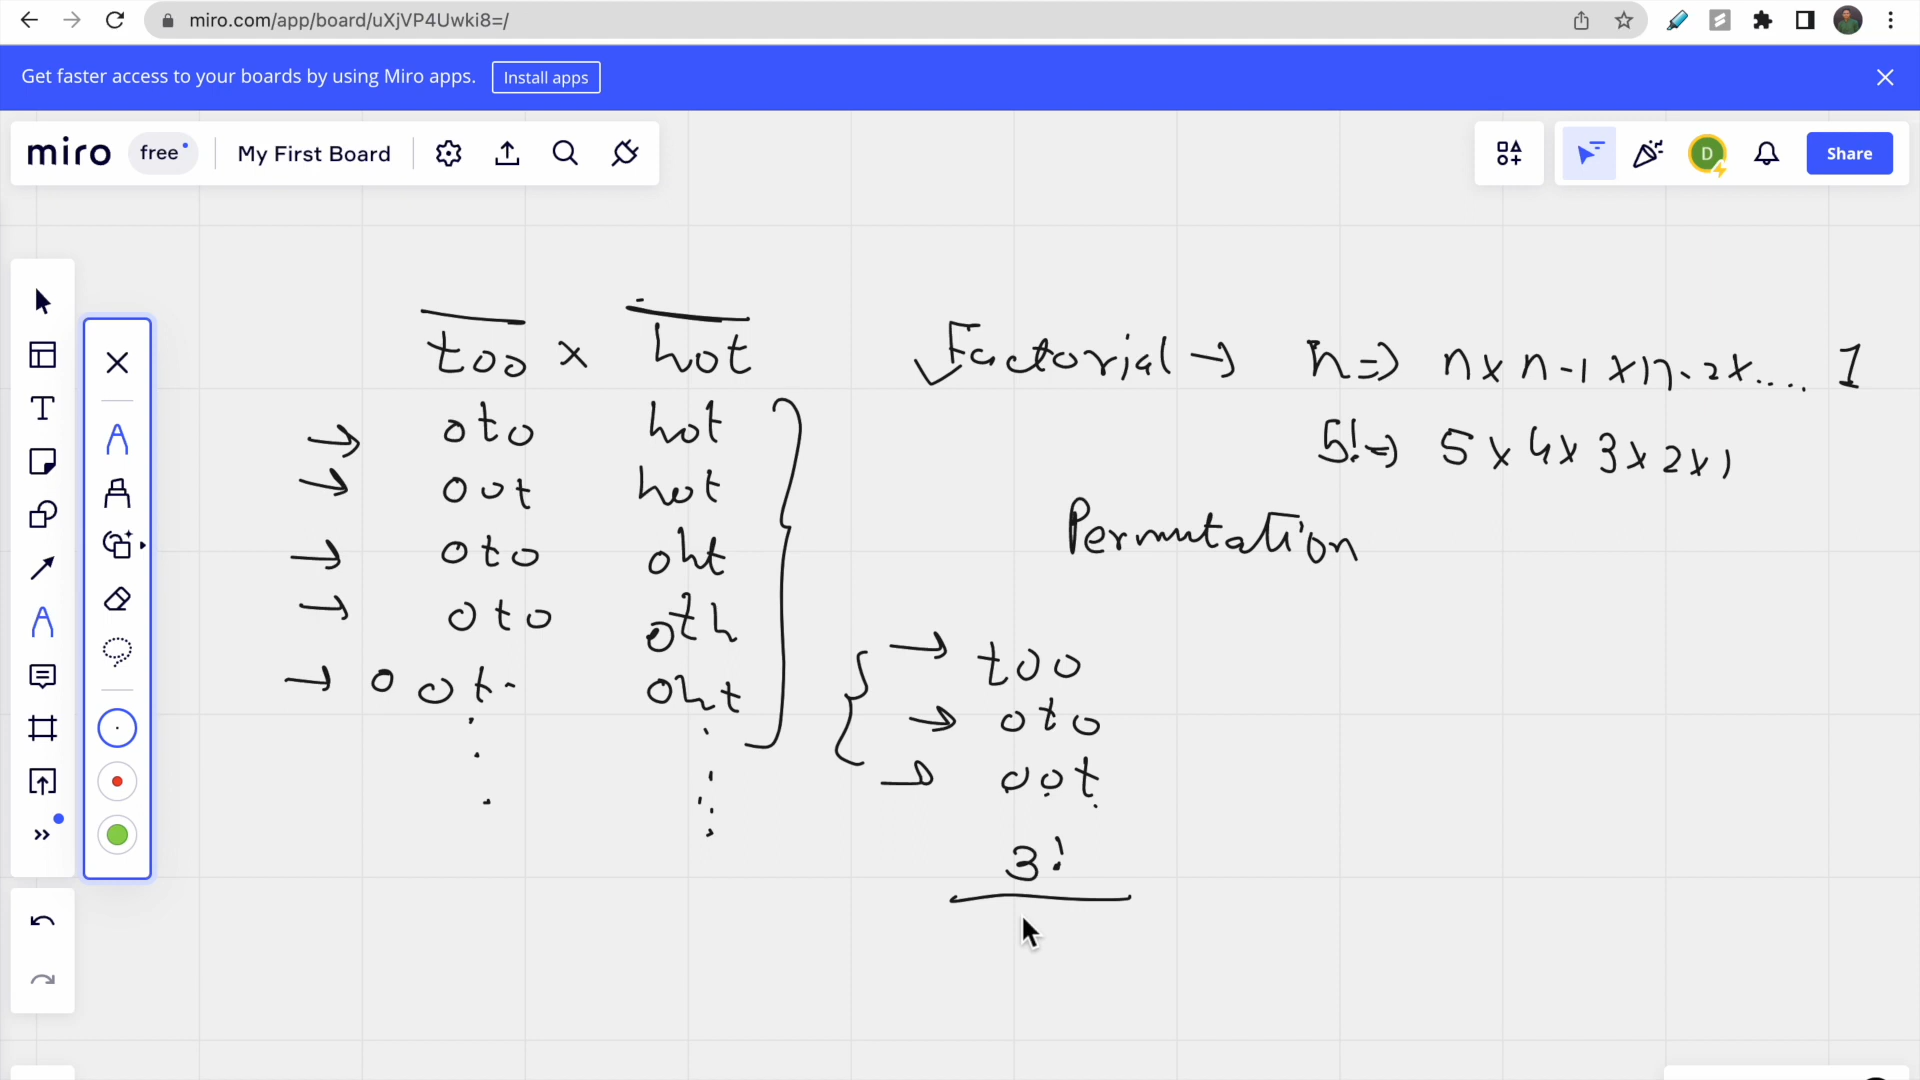 miro.com/app/board/uXjVP4Uwki8=/
Get faster access to your boards by using Miro apps. Install apps
miro free My First Board
D Share
too x hot
oto hot
oot hot
oto oht
oto oth
o ot oht
Factorial → n => n x n-1 x n-2 x .... 1
5! => 5 x 4 x 3 x 2 x 1
Permutation
→ too
→ oto
→ oot
3!